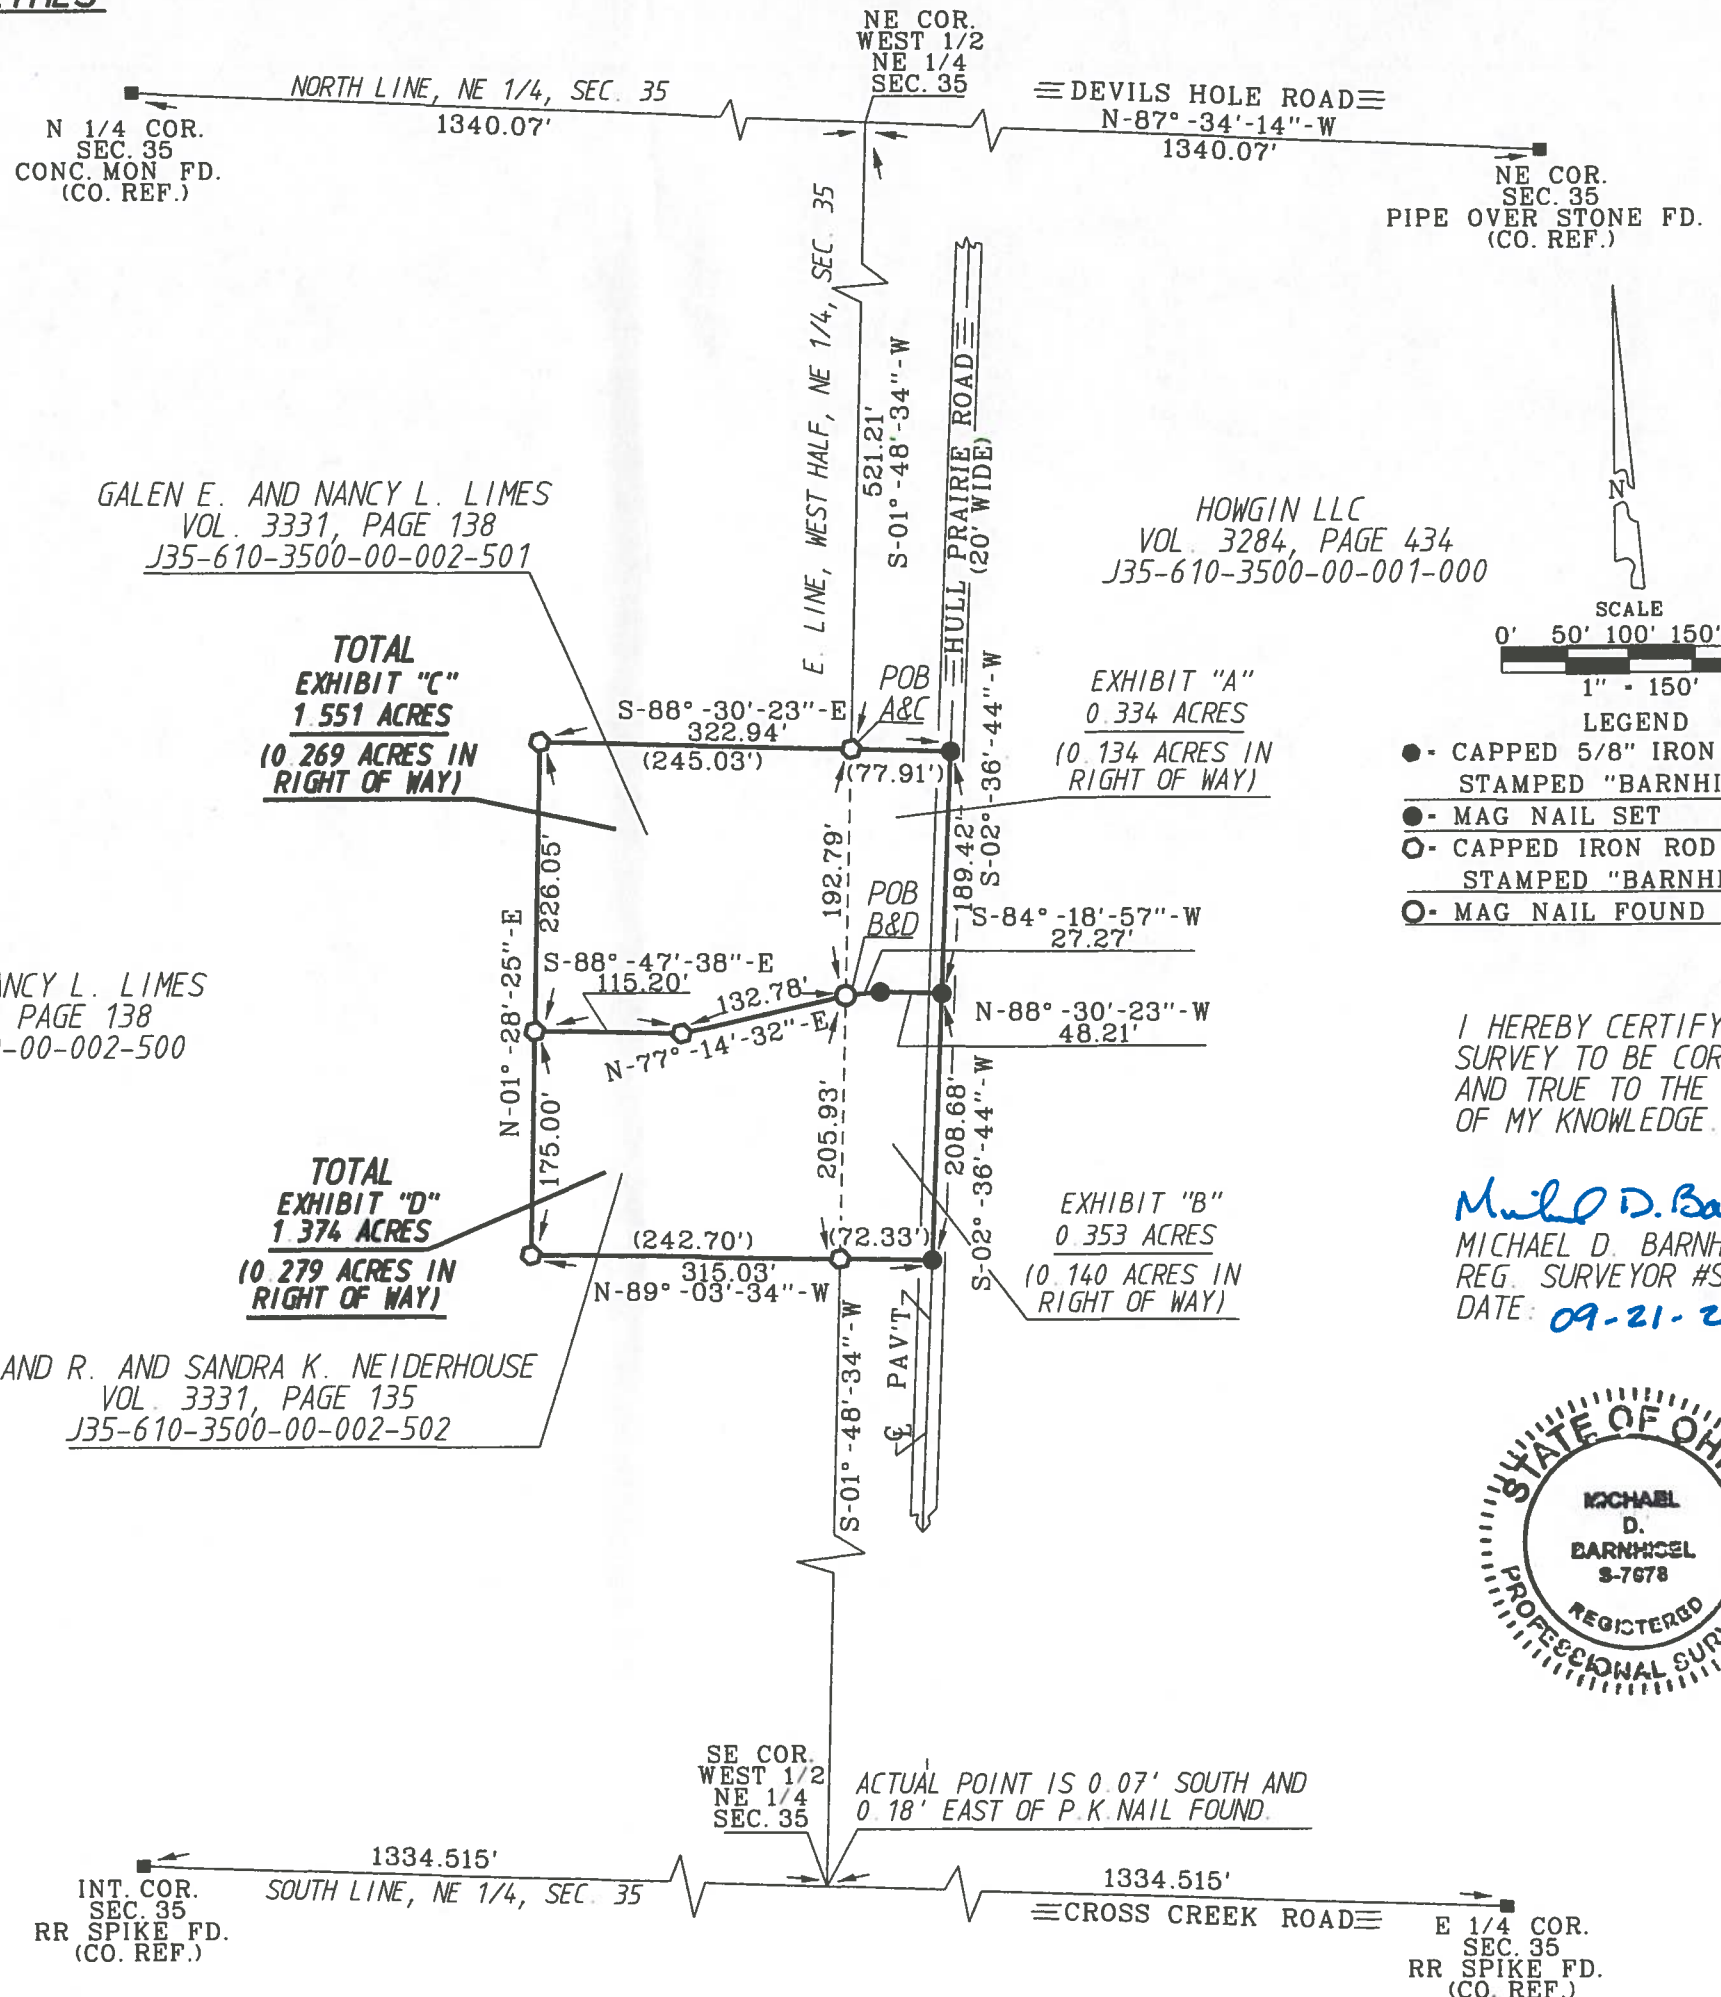 NE COR.
WEST 1/2
NE 1/4
SEC. 35
NORTH LINE, NE 1/4, SEC. 35
1340.07'
≡DEVILS HOLE ROAD≡
N-87°-34'-14"-W
1340.07'
N 1/4 COR.
SEC. 35
CONC. MON FD.
(CO. REF.)
NE COR.
SEC. 35
PIPE OVER STONE FD.
(CO. REF.)
E. LINE, WEST HALF, NE 1/4, SEC. 35
521.21'
S-01°-48'-34"-W
HULL PRAIRIE ROAD
(20' WIDE)
N
GALEN E. AND NANCY L. LIMES
VOL. 3331, PAGE 138
J35-610-3500-00-002-501
HOWGIN LLC
VOL. 3284, PAGE 434
J35-610-3500-00-001-000
SCALE
0' 50' 100' 150'
1" - 150'
LEGEND
- CAPPED 5/8" IRON
STAMPED "BARNHI
- MAG NAIL SET
- CAPPED IRON ROD
STAMPED "BARNHI
- MAG NAIL FOUND
TOTAL
EXHIBIT "C"
1.551 ACRES
(0.269 ACRES IN
RIGHT OF WAY)
S-88°-30'-23"-E
322.94'
(245.03')
POB
A&C
(77.91')
EXHIBIT "A"
0.334 ACRES
(0.134 ACRES IN
RIGHT OF WAY)
S-02°-36'-44"-W
189.42'
192.79'
226.05'
N-01°-28'-25"-E
POB
B&D
S-84°-18'-57"-W
27.27'
S-88°-47'-38"-E
115.20'
132.78'
N-77°-14'-32"-E
N-88°-30'-23"-W
48.21'
ANCY L. LIMES
PAGE 138
-00-002-500
I HEREBY CERTIFY
SURVEY TO BE COR
AND TRUE TO THE
OF MY KNOWLEDGE.
175.00'
205.93'
208.68'
S-02°-36'-44"-W
TOTAL
EXHIBIT "D"
1.374 ACRES
(0.279 ACRES IN
RIGHT OF WAY)
(242.70')
315.03'
N-89°-03'-34"-W
(72.33')
EXHIBIT "B"
0.353 ACRES
(0.140 ACRES IN
RIGHT OF WAY)
Michael D. Ba
MICHAEL D. BARNH
REG. SURVEYOR #S
DATE: 09-21-2
AND R. AND SANDRA K. NEIDERHOUSE
VOL. 3331, PAGE 135
J35-610-3500-00-002-502
S-01°-48'-34"-W
℄ PAV'T
STATE OF OH
MICHAEL
D.
BARNHISEL
S-7678
REGISTERED
PROFESSIONAL SURV
SE COR.
WEST 1/2
NE 1/4
SEC. 35
ACTUAL POINT IS 0.07' SOUTH AND
0.18' EAST OF P.K.NAIL FOUND.
1334.515'
SOUTH LINE, NE 1/4, SEC. 35
1334.515'
≡CROSS CREEK ROAD≡
INT. COR.
SEC. 35
RR SPIKE FD.
(CO. REF.)
E 1/4 COR.
SEC. 35
RR SPIKE FD.
(CO. REF.)